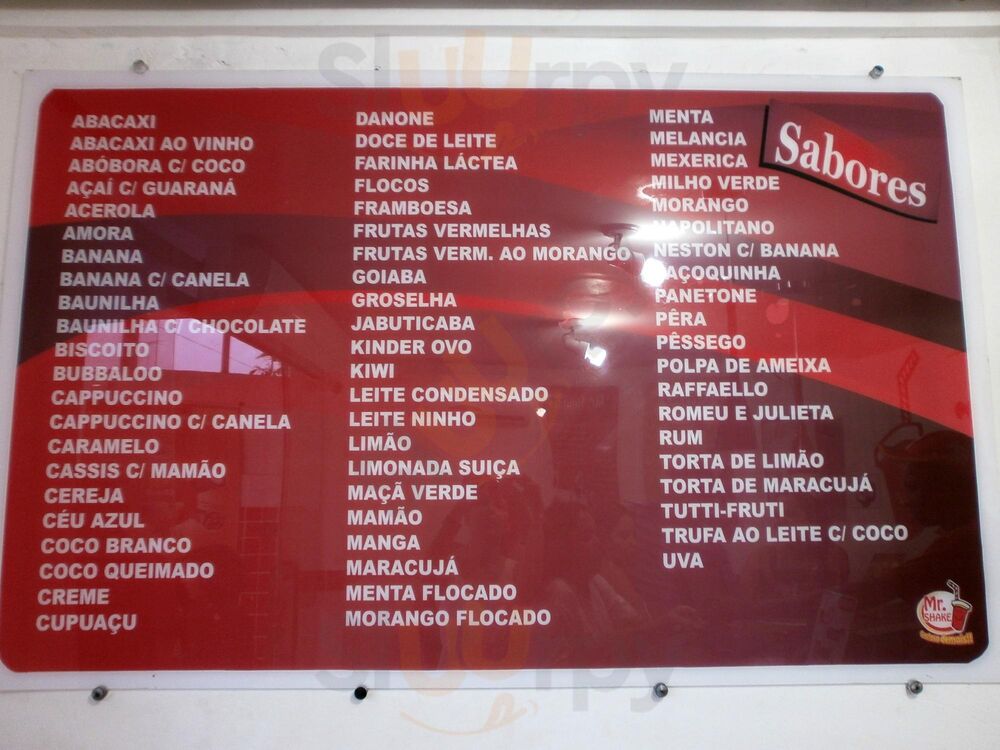 Slurpy
Sabores
ABACAXI
ABACAXI AO VINHO
ABÓBORA C/ COCO
AÇAÍ C/ GUARANÁ
ACEROLA
AMORA
BANANA
BANANA C/ CANELA
BAUNILHA
BAUNILHA C/ CHOCOLATE
BISCOITO
BUBBALOO
CAPPUCCINO
CAPPUCCINO C/ CANELA
CARAMELO
CASSIS C/ MAMÃO
CEREJA
CÉU AZUL
COCO BRANCO
COCO QUEIMADO
CREME
CUPUAÇU
DANONE
DOCE DE LEITE
FARINHA LÁCTEA
FLOCOS
FRAMBOESA
FRUTAS VERMELHAS
FRUTAS VERM. AO MORANGO
GOIABA
GROSELHA
JABUTICABA
KINDER OVO
KIWI
LEITE CONDENSADO
LEITE NINHO
LIMÃO
LIMONADA SUIÇA
MAÇÃ VERDE
MAMÃO
MANGA
MARACUJÁ
MENTA FLOCADO
MORANGO FLOCADO
MENTA
MELANCIA
MEXERICA
MILHO VERDE
MORANGO
NAPOLITANO
NESTON C/ BANANA
PAÇOQUINHA
PANETONE
PÊRA
PÊSSEGO
POLPA DE AMEIXA
RAFFAELLO
ROMEU E JULIETA
RUM
TORTA DE LIMÃO
TORTA DE MARACUJÁ
TUTTI-FRUTI
TRUFA AO LEITE C/ COCO
UVA
Mr.
SHAKE
Sluurpy